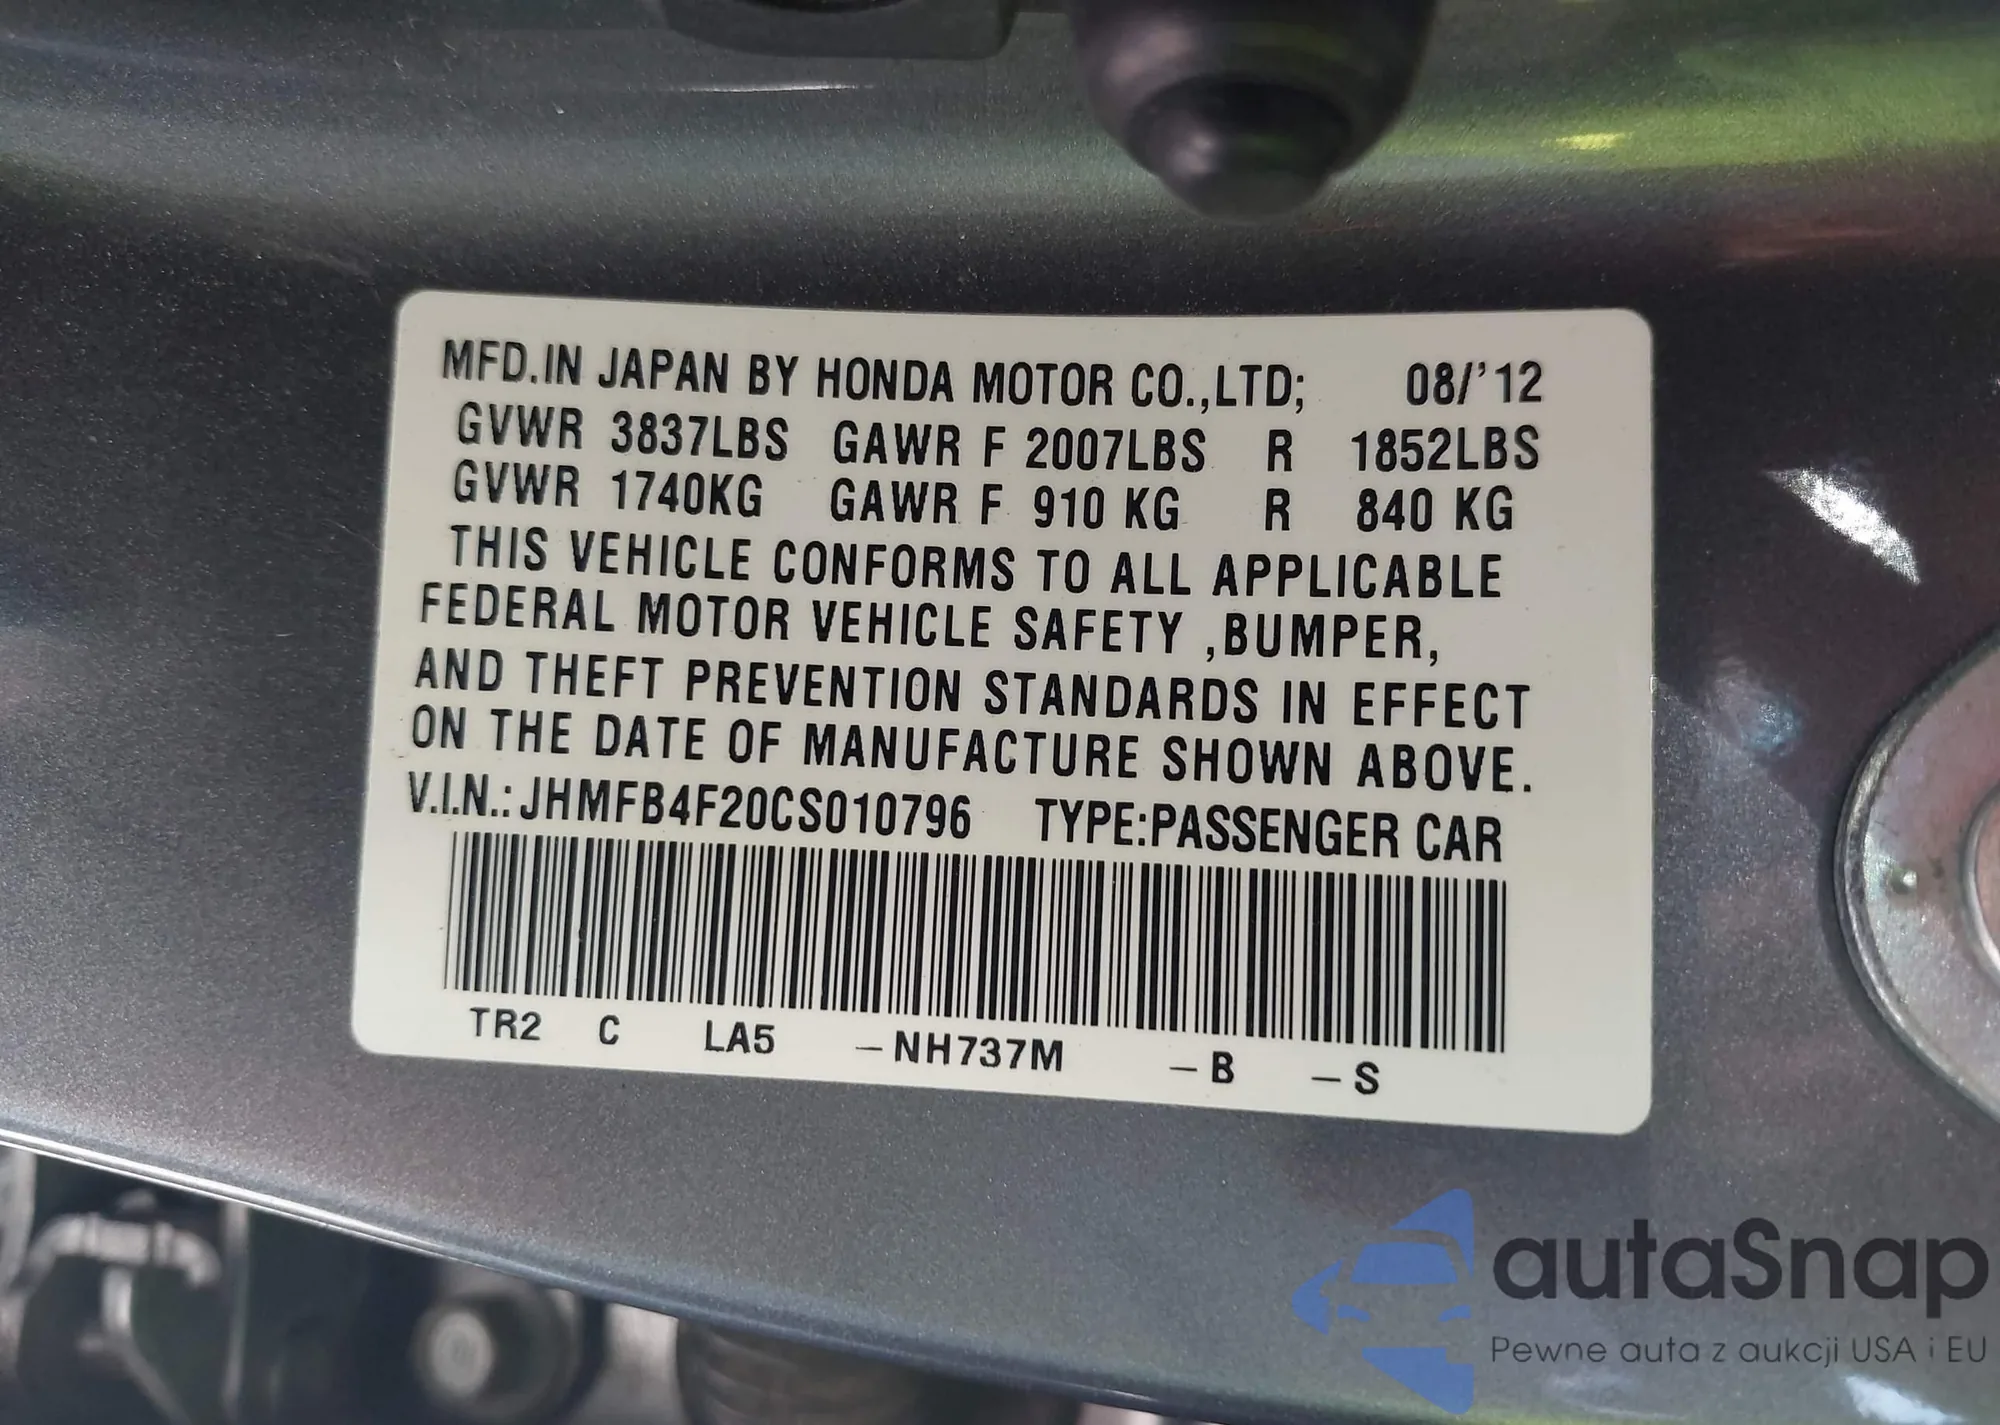 MFD.IN JAPAN BY HONDA MOTOR CO.,LTD; 08/'12
GVWR 3837LBS GAWR F 2007LBS R 1852LBS
GVWR 1740KG GAWR F 910 KG R 840 KG
THIS VEHICLE CONFORMS TO ALL APPLICABLE
FEDERAL MOTOR VEHICLE SAFETY ,BUMPER,
AND THEFT PREVENTION STANDARDS IN EFFECT
ON THE DATE OF MANUFACTURE SHOWN ABOVE.
V.I.N.: JHMFB4F20CS010796 TYPE:PASSENGER CAR
TR2 C LA5 –NH737M –B –S
autaSnap
Pewne auta z aukcji USA i EU